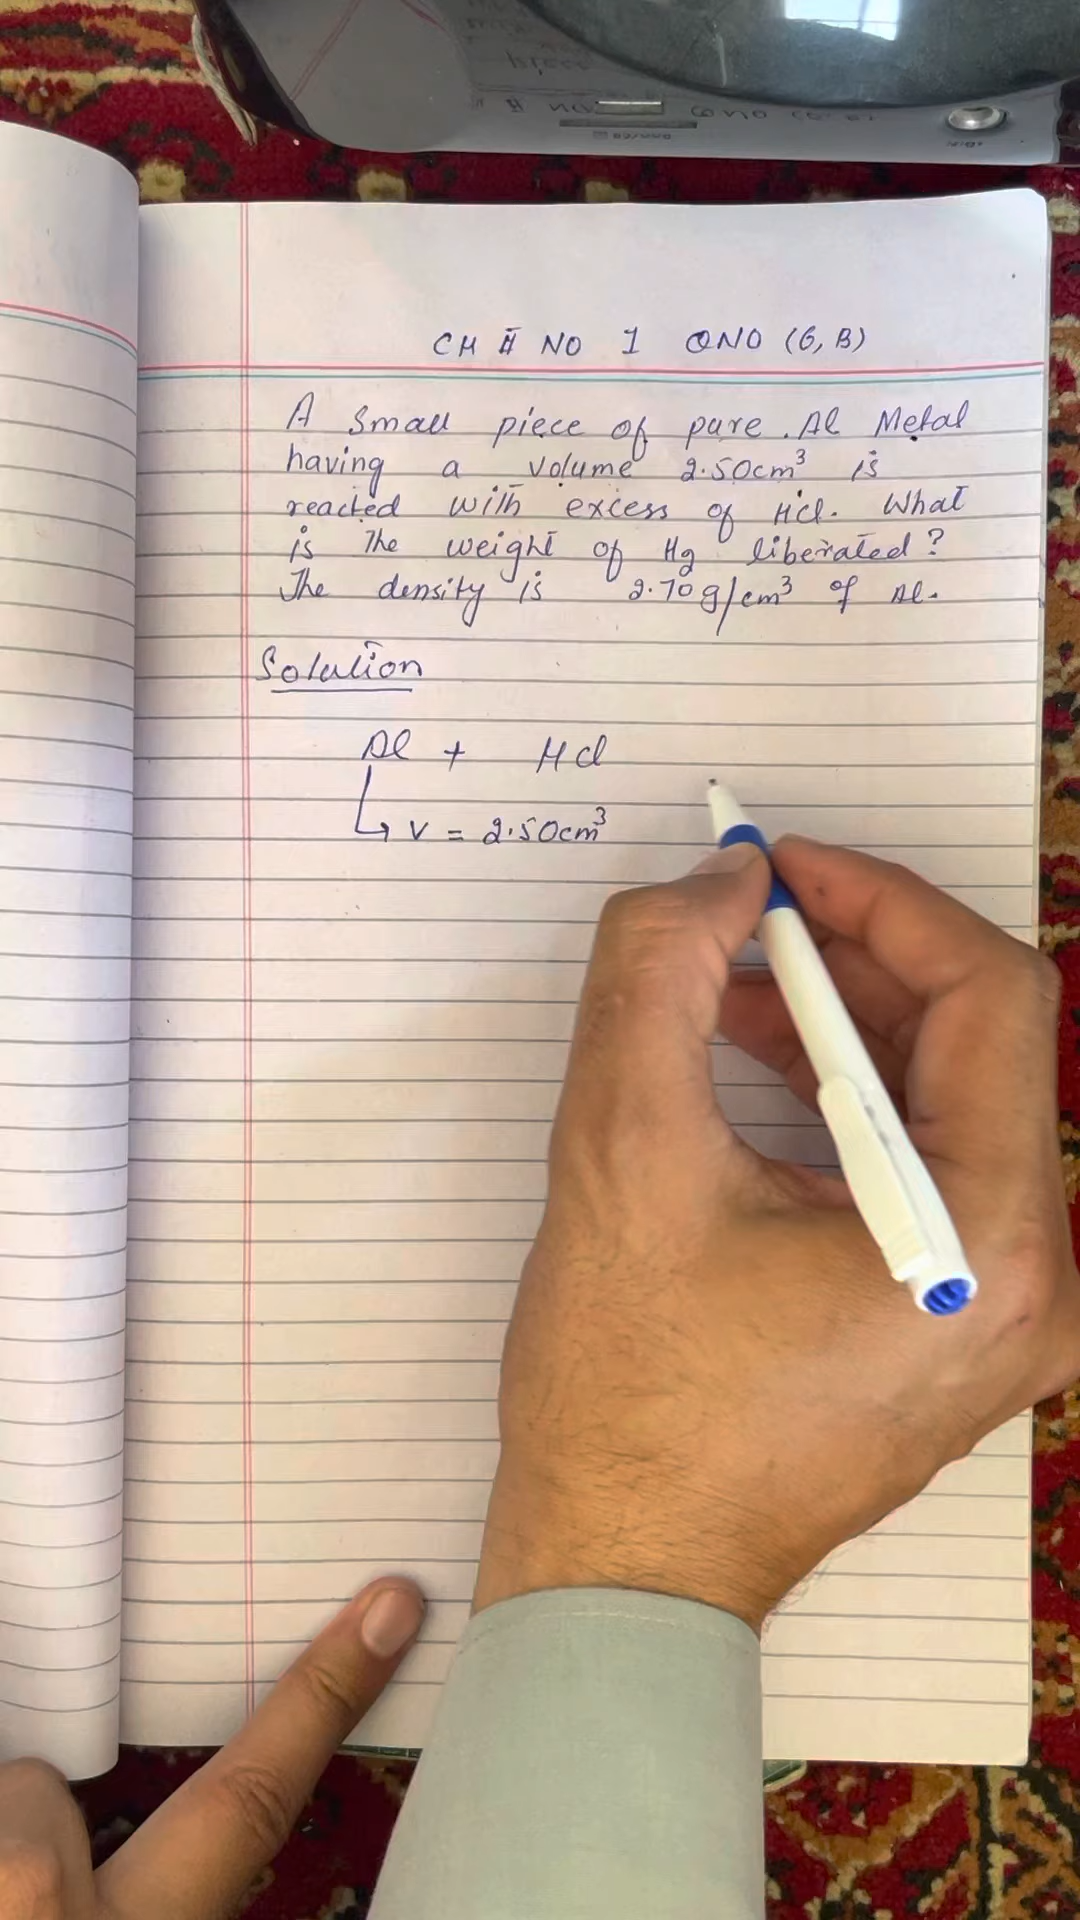 CH # NO 1 QNO (6, B)
A small piece of pure Al Metal
having a volume 2.50cm³ is
reacted with excess of HCl. What
is the weight of Hg liberated?
The density is 2.70g/cm³ of Al.
Solution
Al + HCl
V = 2.50cm³